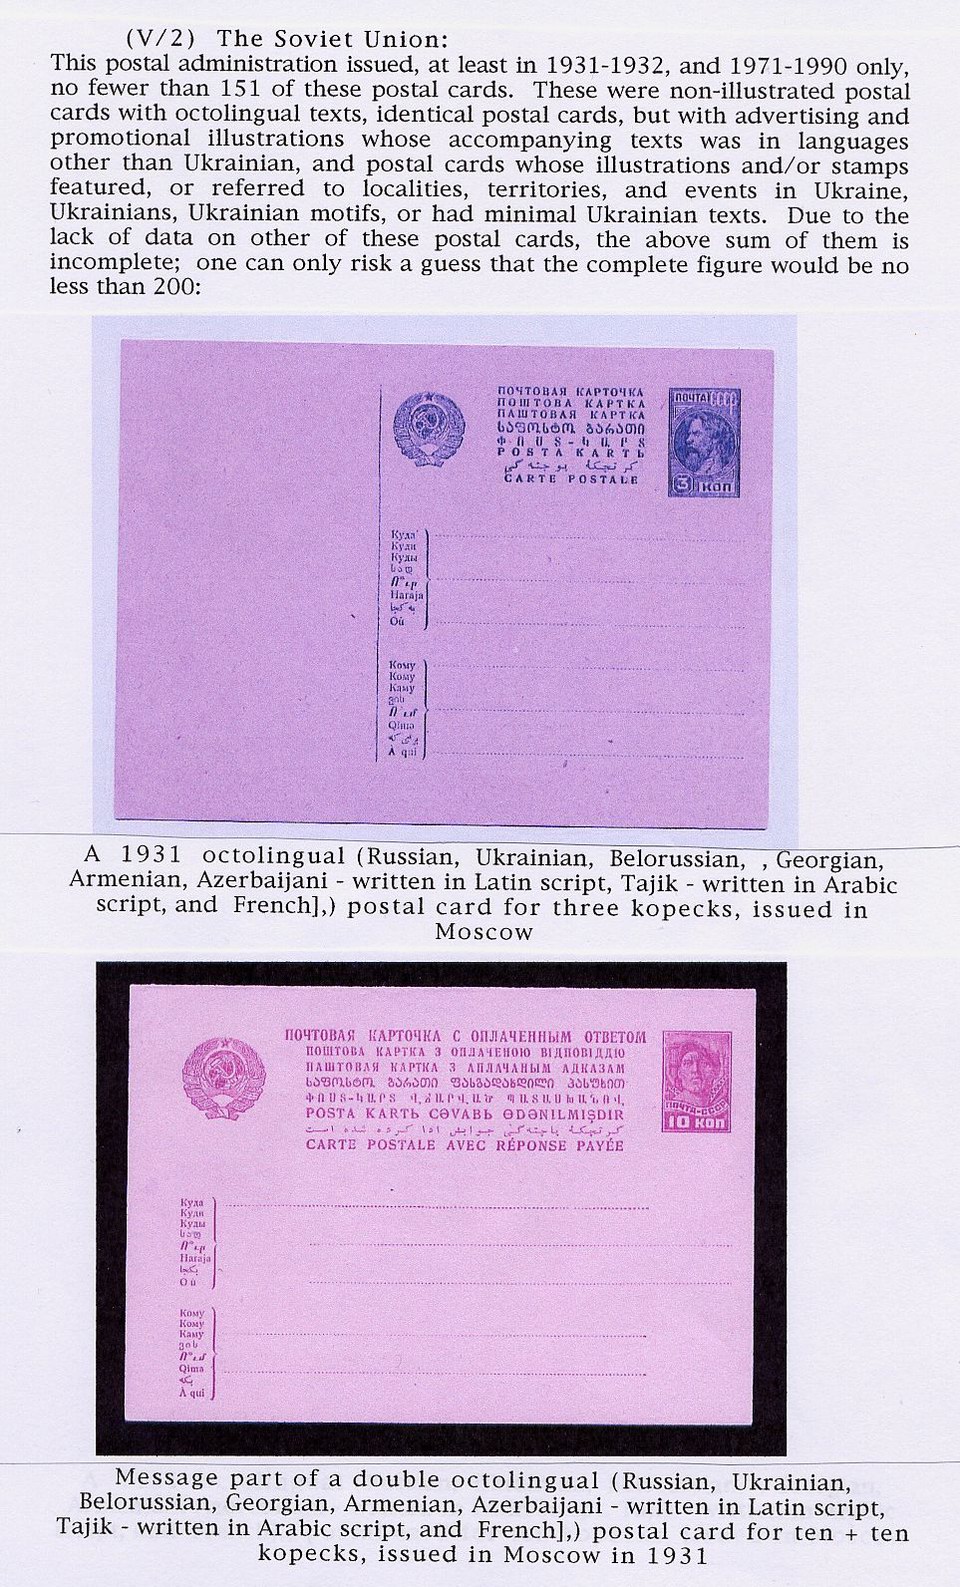 (V/2) The Soviet Union:
This postal administration issued, at least in 1931-1932, and 1971-1990 only,
no fewer than 151 of these postal cards. These were non-illustrated postal
cards with octolingual texts, identical postal cards, but with advertising and
promotional illustrations whose accompanying texts was in languages
other than Ukrainian, and postal cards whose illustrations and/or stamps
featured, or referred to localities, territories, and events in Ukraine,
Ukrainians, Ukrainian motifs, or had minimal Ukrainian texts. Due to the
lack of data on other of these postal cards, the above sum of them is
incomplete; one can only risk a guess that the complete figure would be no
less than 200:
ПОЧТОВАЯ КАРТОЧКА
ПОШТОВА КАРТКА
ПАШТОВАЯ КАРТКА
ՓՈՍՏ-ՔԱՐՏ
POSTA KARTЬ
CARTE POSTALE
ПОЧТА СССР
3 КОП
Куда
Куди
Куды
Haraja
Où
Кому
Кому
Каму
Qimə
À qui
A 1931 octolingual (Russian, Ukrainian, Belorussian, , Georgian,
Armenian, Azerbaijani - written in Latin script, Tajik - written in Arabic
script, and French],) postal card for three kopecks, issued in
Moscow
ПОЧТОВАЯ КАРТОЧКА С ОПЛАЧЕННЫМ ОТВЕТОМ
ПОШТОВА КАРТКА З ОПЛАЧЕНОЮ ВІДПОВІДДЮ
ПАШТОВАЯ КАРТКА З АПЛАЧАНЫМ АДКАЗАМ
POSTA KARTЬ CƏVABЬ ƏDƏNILMIŞDIR
CARTE POSTALE AVEC RÉPONSE PAYÉE
ПОЧТА-СССР
10 КОП
Куда
Куди
Куды
Haraja
Où
Кому
Кому
Каму
Qimə
À qui
Message part of a double octolingual (Russian, Ukrainian,
Belorussian, Georgian, Armenian, Azerbaijani - written in Latin script,
Tajik - written in Arabic script, and French],) postal card for ten + ten
kopecks, issued in Moscow in 1931